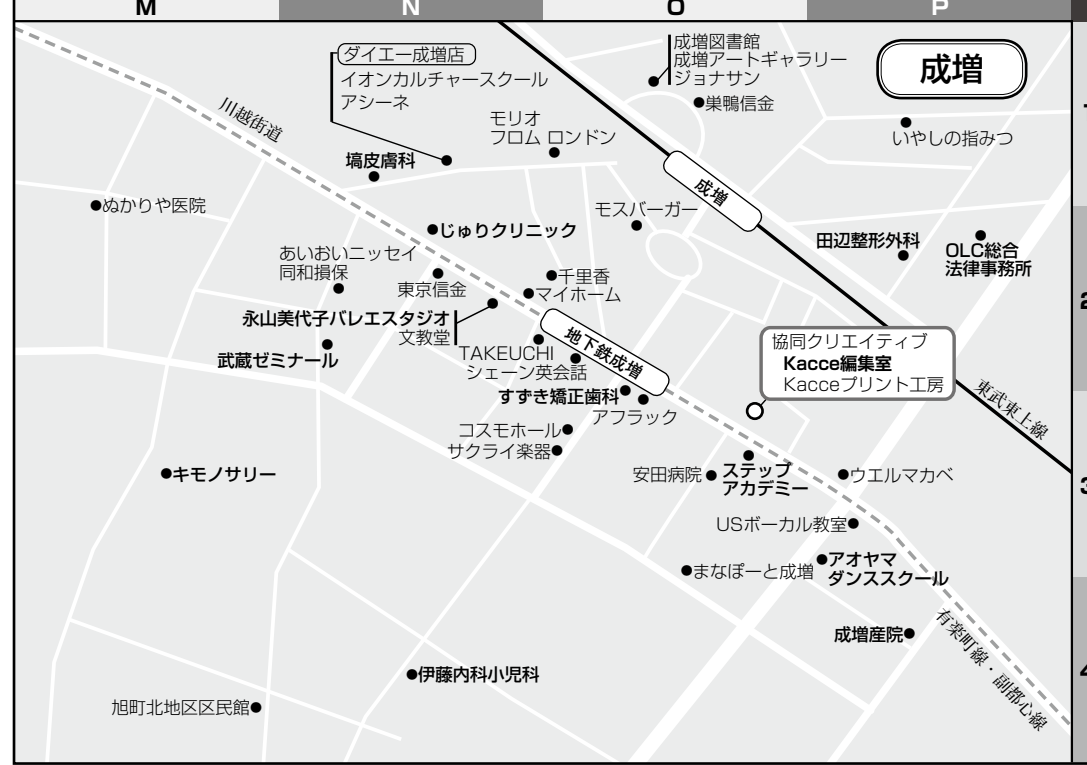 M
N
O
P
成増
ダイエー成増店
イオンカルチャースクール
アシーネ
川越街道
モリオ
フロム ロンドン
成増図書館
成増アートギャラリー
ジョナサン
巣鴨信金
いやしの指みつ
塙皮膚科
成増
ぬかりや医院
じゅりクリニック
モスバーガー
田辺整形外科
OLC総合
法律事務所
あいおいニッセイ
同和損保
東京信金
千里香
マイホーム
2
永山美代子バレエスタジオ
文教堂
武蔵ゼミナール
TAKEUCHI
シェーン英会話
地下鉄成増
協同クリエイティブ
Kacce編集室
Kacceプリント工房
東武東上線
すずき矯正歯科
アフラック
コスモホール
サクライ楽器
キモノサリー
安田病院
ステップ
アカデミー
ウエルマカベ
3
USボーカル教室
まなぽーと成増
アオヤマ
ダンススクール
成増産院
有楽町線・副都心線
4
伊藤内科小児科
旭町北地区区民館